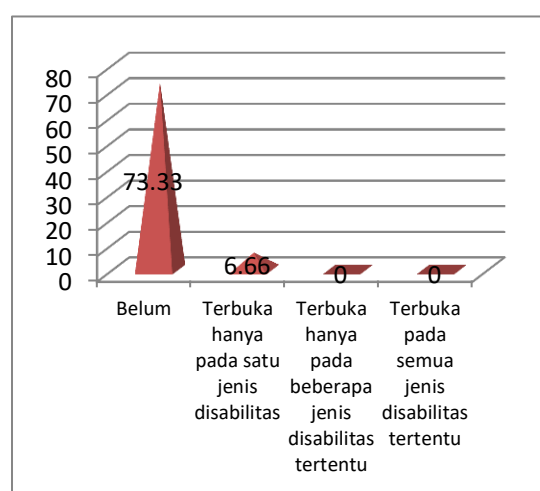 80
70
60
50
40
30
20
10
0
73.33
6.66
0
0
Belum
Terbuka
hanya
pada satu
jenis
disabilitas
Terbuka
hanya
pada
beberapa
jenis
disabilitas
tertentu
Terbuka
pada
semua
jenis
disabilitas
tertentu